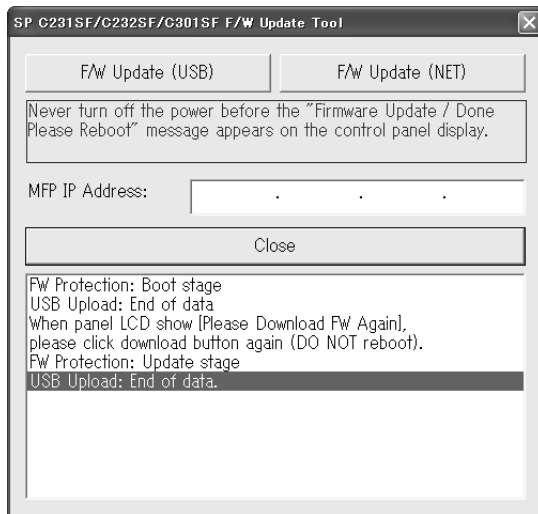 SP C231SF/C232SF/C301SF F/W Update Tool
F/W Update (USB)
F/W Update (NET)
Never turn off the power before the "Firmware Update / Done
Please Reboot" message appears on the control panel display.
MFP IP Address:
. . .
Close
FW Protection: Boot stage
USB Upload: End of data
When panel LCD show [Please Download FW Again],
please click download button again (DO NOT reboot).
FW Protection: Update stage
USB Upload: End of data.